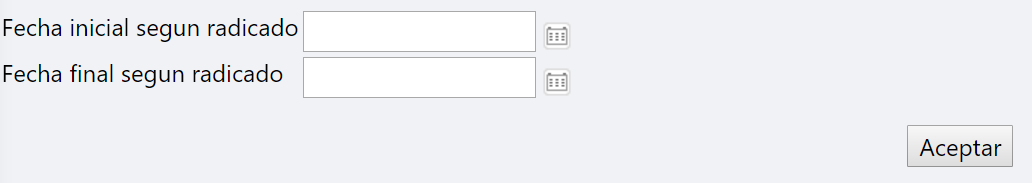 Fecha inicial segun radicado
Fecha final segun radicado
Aceptar